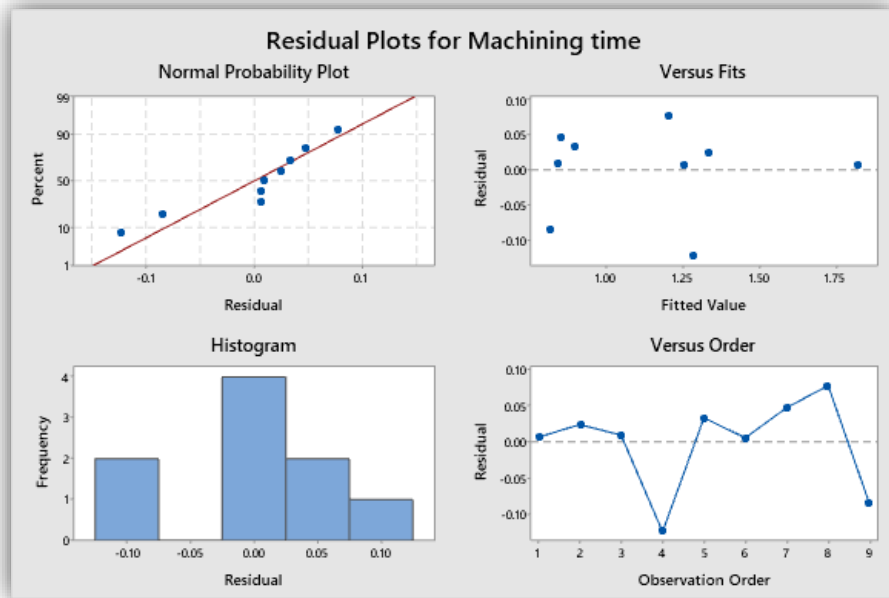 Residual Plots for Machining time
Normal Probability Plot
99
90
50
10
1
Percent
-0.1 0.0 0.1
Residual
Versus Fits
0.10
0.05
0.00
-0.05
-0.10
Residual
1.00 1.25 1.50 1.75
Fitted Value
Histogram
4
3
2
1
0
Frequency
-0.10 -0.05 0.00 0.05 0.10
Residual
Versus Order
0.10
0.05
0.00
-0.05
-0.10
Residual
1 2 3 4 5 6 7 8 9
Observation Order